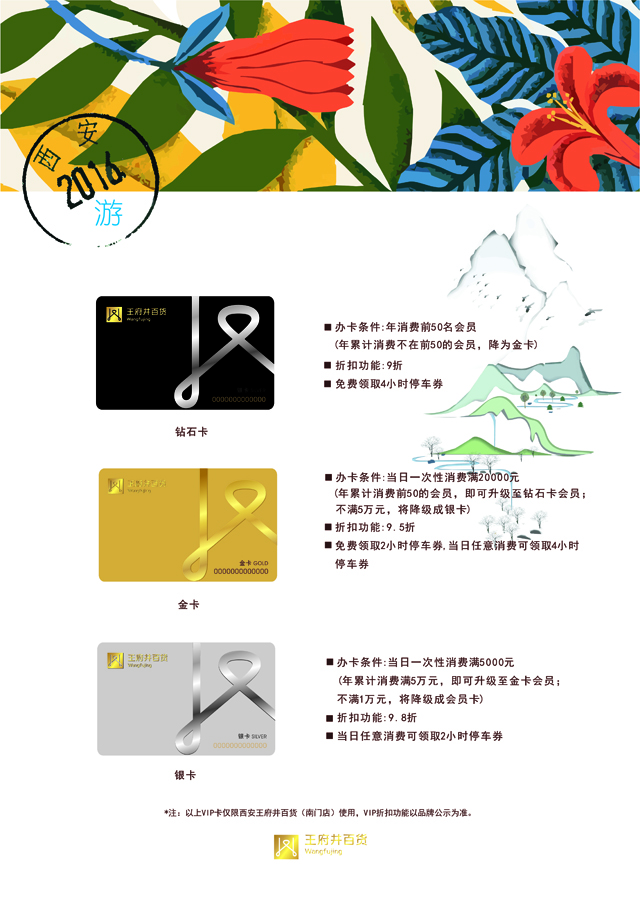 西安
2016.
游
王府井百货
Wangfujing
0000000000000
钻石卡
■ 办卡条件:年消费前50名会员
(年累计消费不在前50的会员，降为金卡)
■ 折扣功能:9折
■ 免费领取4小时停车券
王府井百货
Wangfujing
金卡 GOLD
0000000000000
金卡
■ 办卡条件:当日一次性消费满20000元
(年累计消费前50的会员，即可升级至钻石卡会员；
不满5万元，将降级成银卡)
■ 折扣功能:9.5折
■ 免费领取2小时停车券,当日任意消费可领取4小时
停车券
王府井百货
Wangfujing
银卡 SILVER
0000000000000
银卡
■ 办卡条件:当日一次性消费满5000元
(年累计消费满5万元，即可升级至金卡会员；
不满1万元，将降级成会员卡)
■ 折扣功能:9.8折
■ 当日任意消费可领取2小时停车券
*注：以上VIP卡仅限西安王府井百货（南门店）使用，VIP折扣功能以品牌公示为准。
王府井百货
Wangfujing